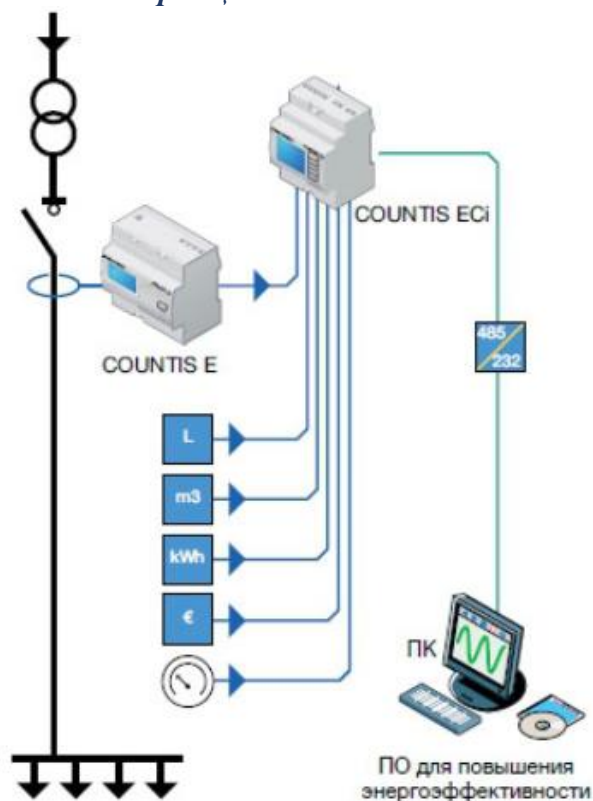 COUNTIS ECi
COUNTIS E
485
232
L
m3
kWh
€
ПК
ПО для повышения
энергоэффективности